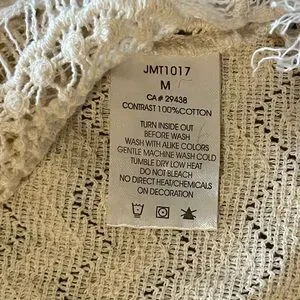 JMT1017
M
CA# 29438
CONTRAST 100%COTTON
TURN INSIDE OUT
BEFORE WASH
WASH WITH ALIKE COLORS
GENTLE MACHINE WASH COLD
TUMBLE DRY LOW HEAT
DO NOT BLEACH
NO DIRECT HEAT/CHEMICALS
ON DECORATION